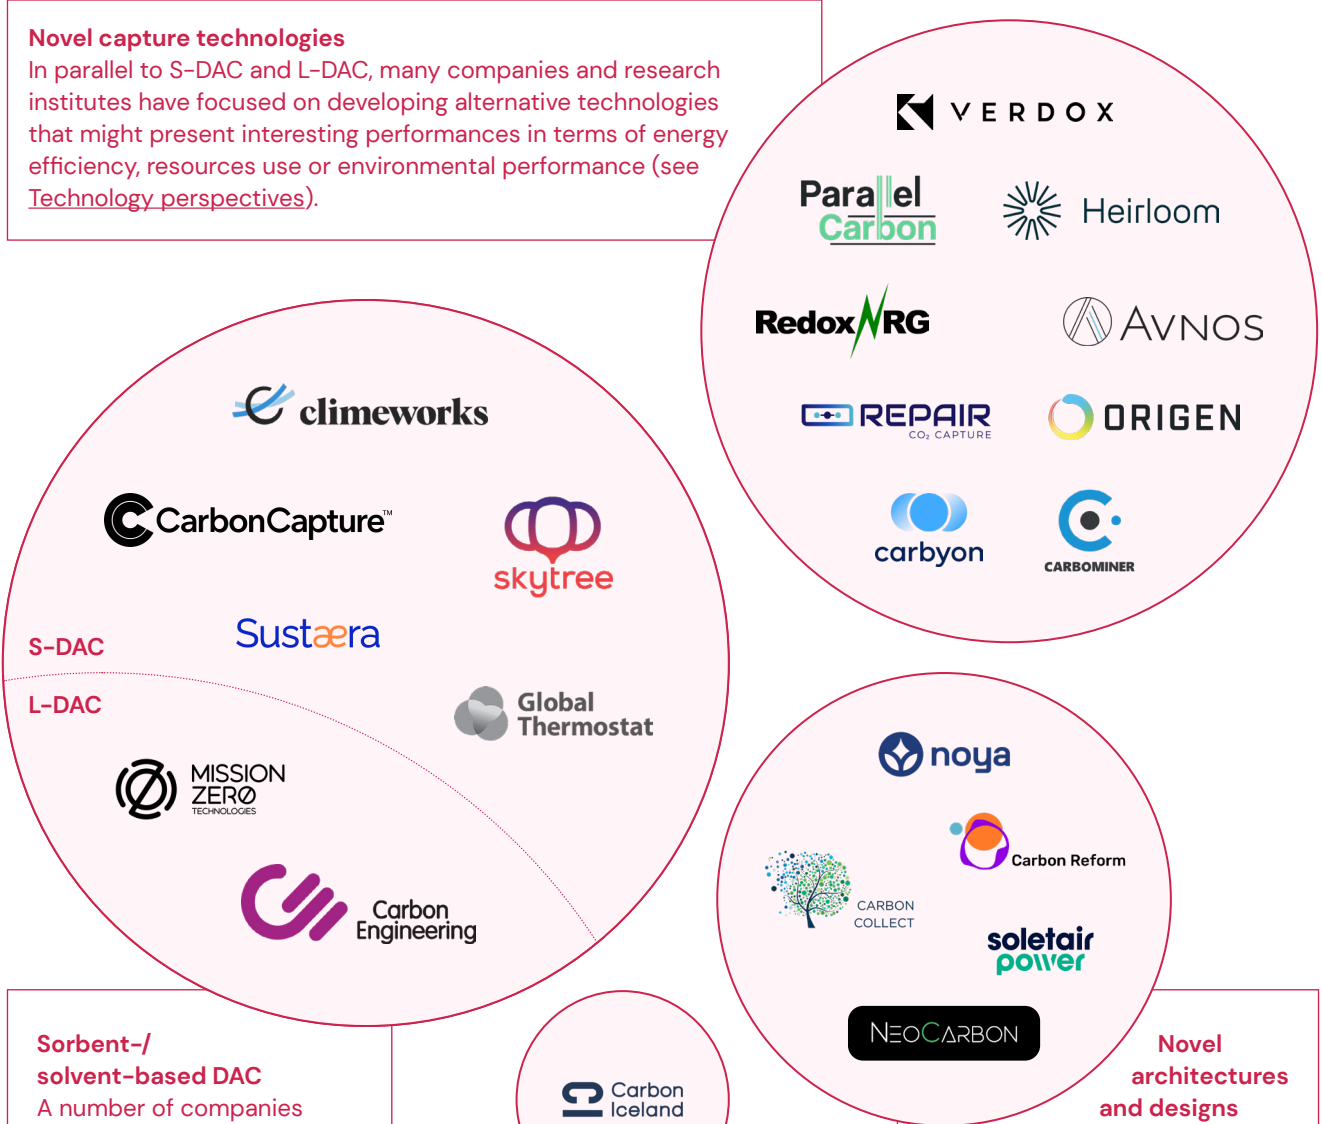 Novel capture technologies
In parallel to S-DAC and L-DAC, many companies and research
institutes have focused on developing alternative technologies
that might present interesting performances in terms of energy
efficiency, resources use or environmental performance (see
Technology perspectives).
VERDOX
Parallel
Carbon
Heirloom
RedoxNRG
AVNOS
REPAIR
CO₂ CAPTURE
ORIGEN
carbyon
CARBOMINER
climeworks
CarbonCapture™
skytree
Sustæra
S-DAC
L-DAC
Global
Thermostat
MISSION
ZERØ
TECHNOLOGIES
Carbon
Engineering
noya
Carbon Reform
CARBON
COLLECT
soletair
power
NEOCARBON
Sorbent-/
solvent-based DAC
A number of companies
Carbon
Iceland
Novel
architectures
and designs